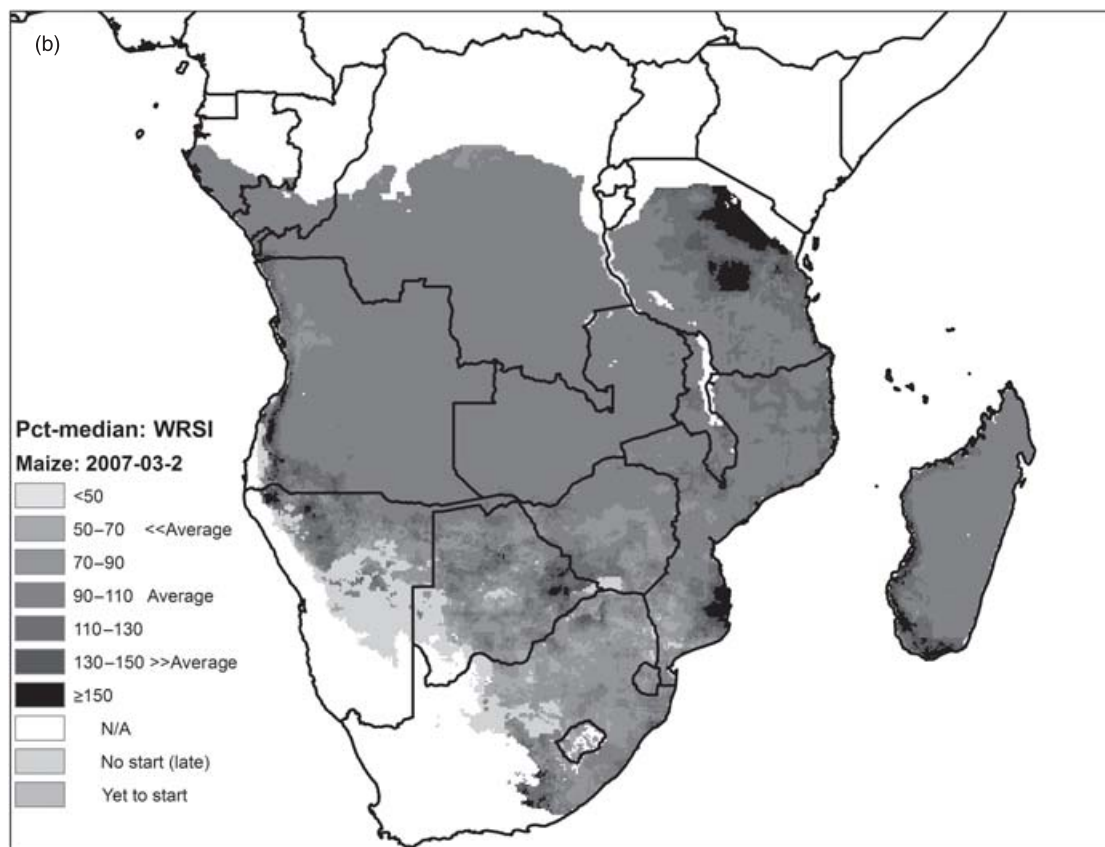 (b)
Pct-median: WRSI
Maize: 2007-03-2
<50
50–70 <<Average
70–90
90–110 Average
110–130
130–150 >>Average
≥150
N/A
No start (late)
Yet to start